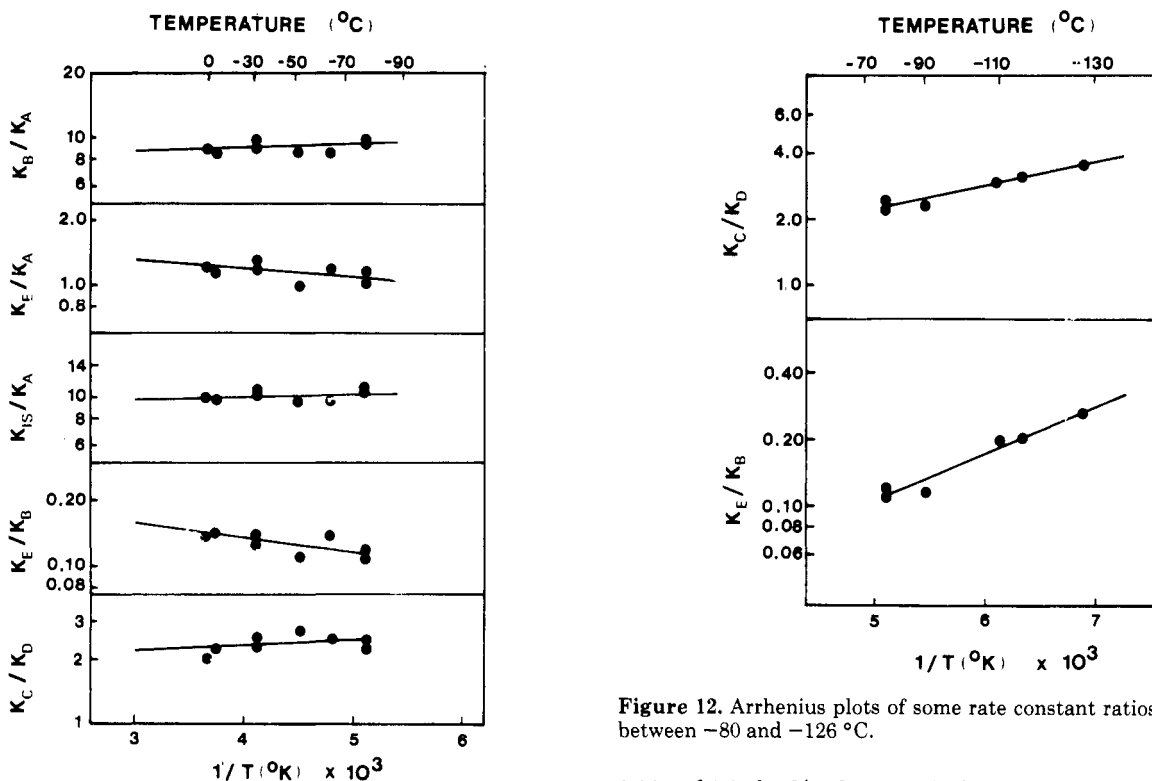 TEMPERATURE (°C)
0 -30 -50 -70 -90
20
10
8
6
K_B / K_A
2.0
1.0
0.8
K_E / K_A
14
10
8
6
K_IS / K_A
0.20
0.10
0.08
K_E / K_B
3
2
1
K_C / K_D
3 4 5 6
1/T (°K) x 10³
TEMPERATURE (°C)
-70 -90 -110 -130
6.0
4.0
2.0
1.0
K_C / K_D
0.40
0.20
0.10
0.08
0.06
K_E / K_B
5 6 7
1/T (°K) x 10³
Figure 12. Arrhenius plots of some rate constant ratios
between −80 and −126 °C.